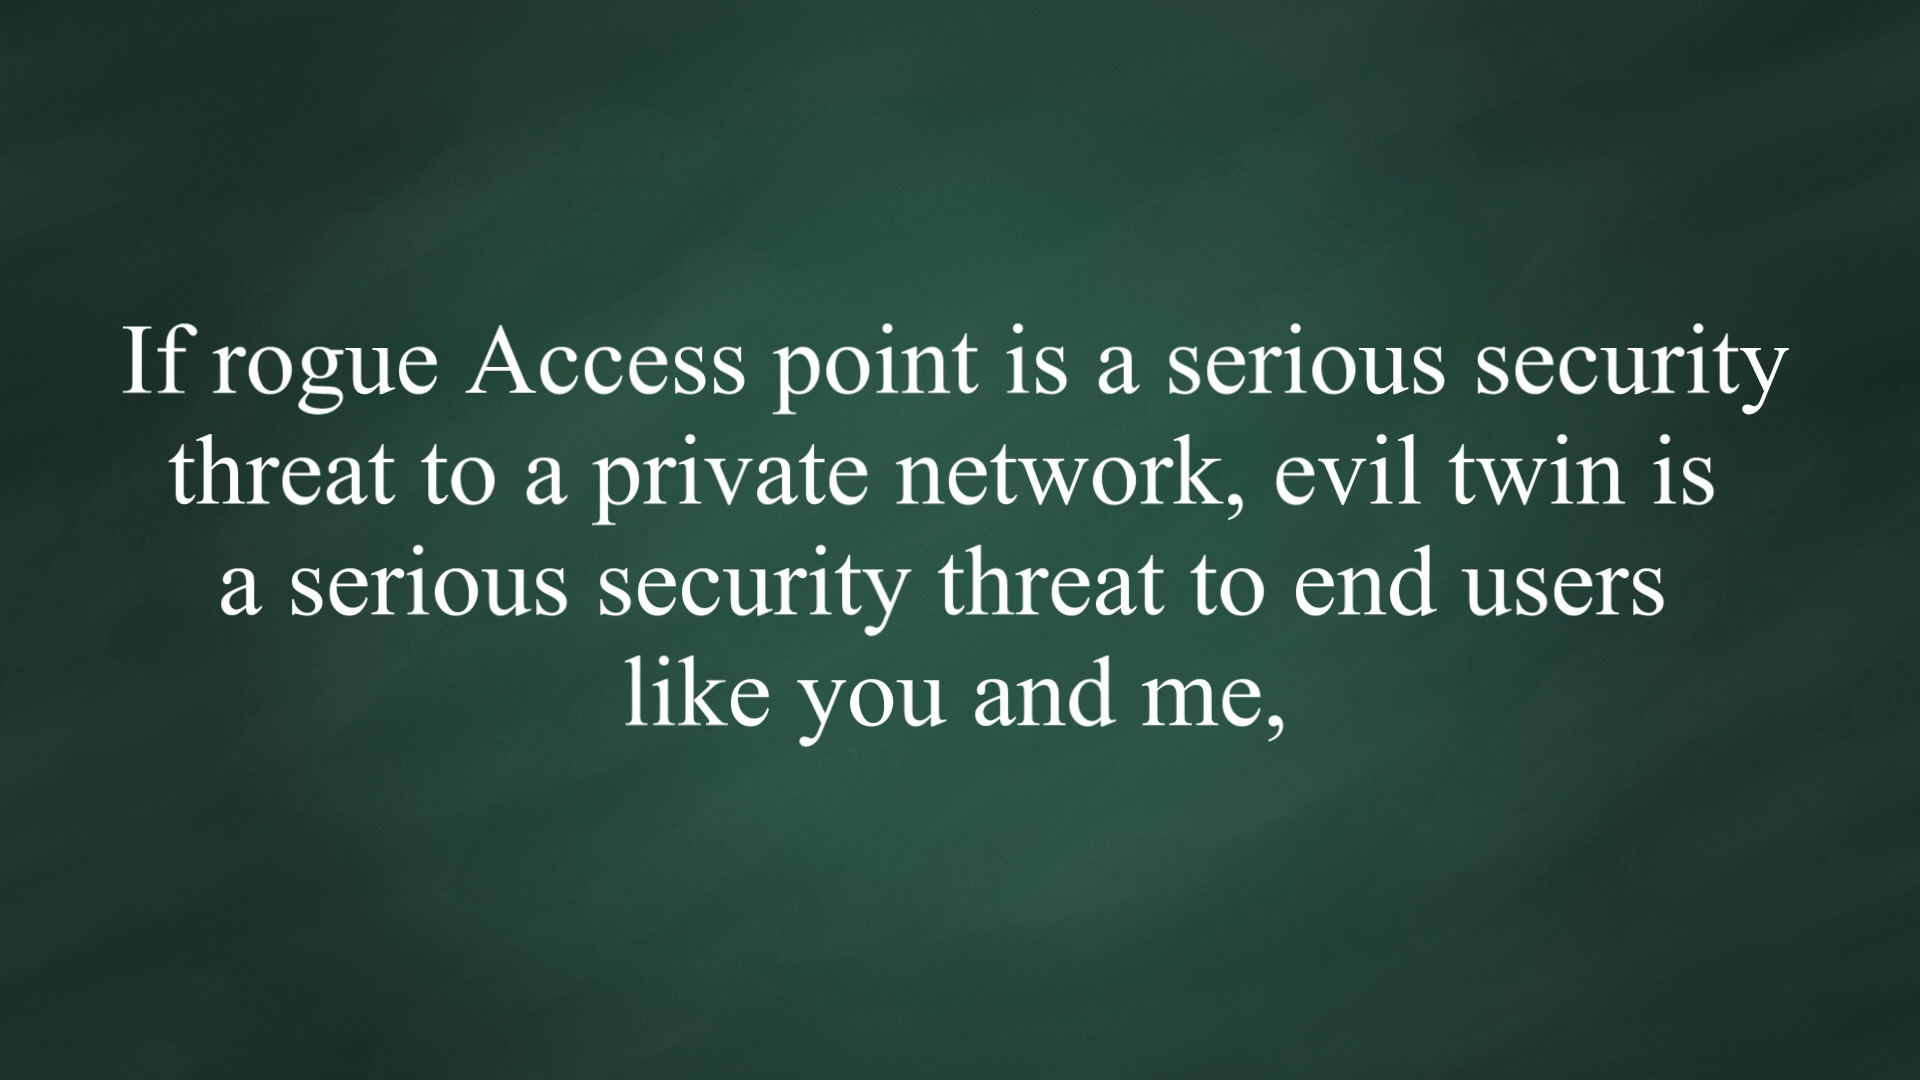 If rogue Access point is a serious security
threat to a private network, evil twin is
a serious security threat to end users
like you and me,